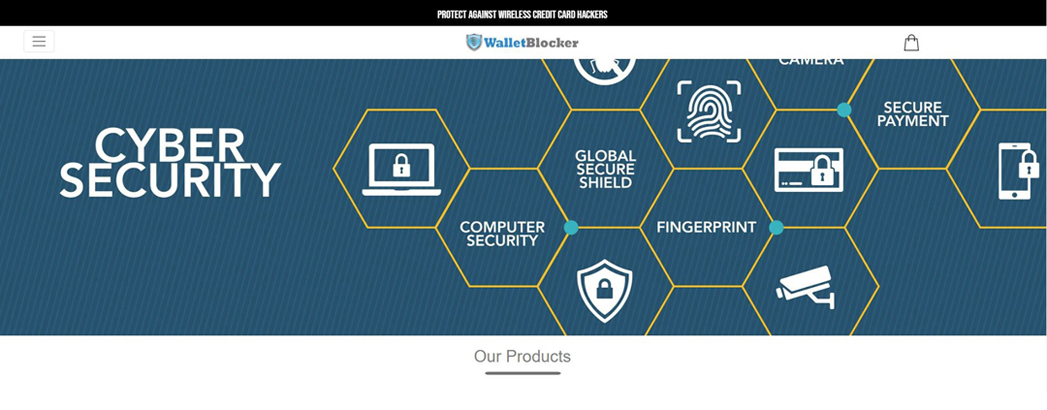 PROTECT AGAINST WIRELESS CREDIT CARD HACKERS
WalletBlocker
CAMERA
SECURE
PAYMENT
CYBER
SECURITY
GLOBAL
SECURE
SHIELD
COMPUTER
SECURITY
FINGERPRINT
Our Products